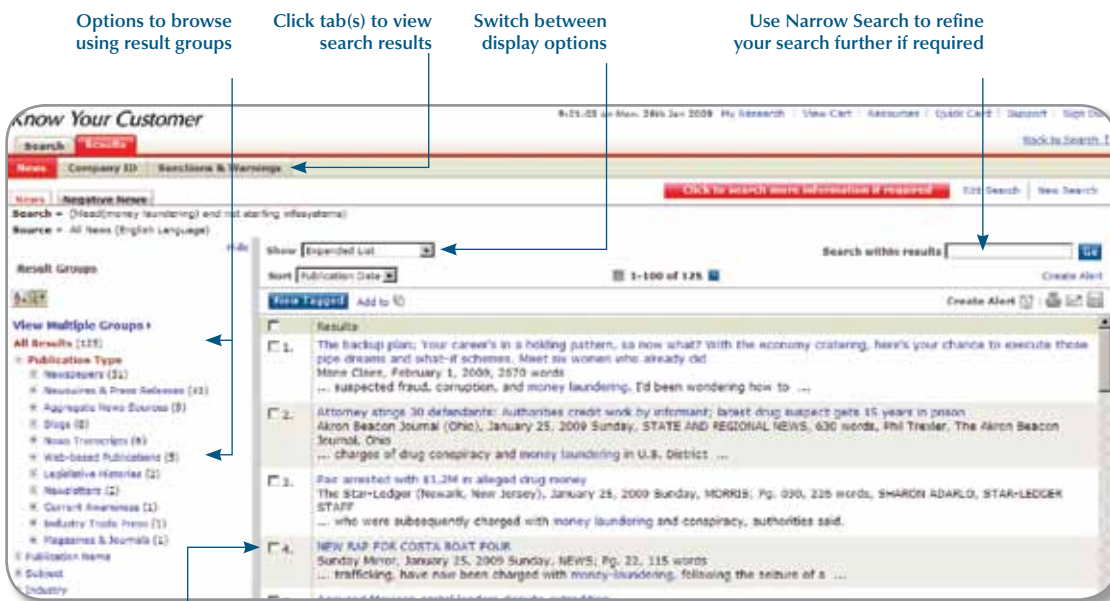 Options to browse
using result groups
Click tab(s) to view
search results
Switch between
display options
Use Narrow Search to refine
your search further if required
Know Your Customer
on Mon, 26th Jan 2009 My Research View Cart Resources Quick Card Support Sign
Search Results
Back to Search
News Company ID Sanctions & Warnings
Click to search more information if required Edit Search New Search
News Negative News
Search = (money laundering) and not
Source = All News (English Language)
Hide
Show Expanded List
Search within results Go
Result Groups
Sort Publication Date
1-100 of 125
Create Alert
View Tagged Add to
Create Alert
View Multiple Groups
All Results (125)
Publication Type
Newspapers (51)
Newswires & Press Releases
Aggregate News Sources
Blogs
News Transcripts (6)
Web-based Publications (5)
Legislative Histories (2)
Newsletters (2)
Current Awareness (1)
Industry Trade Press (1)
Magazines & Journals (1)
Publication Name
Subject
Industry
Results
1. The backup plan; Your career's in a holding pattern, so now what? With the economy cratering, here's your chance to execute those
pipe dreams and what-if schemes. Meet six women who already did
Marie Claire, February 1, 2009, 2670 words
... suspected fraud, corruption, and money laundering. I'd been wondering how to ...
2. Attorney stings 30 defendants: Authorities credit work by informant; latest drug suspect gets 15 years in prison
Akron Beacon Journal (Ohio), January 25, 2009 Sunday, STATE AND REGIONAL NEWS, 630 words, Phil Trexler, The Akron Beacon
Journal, Ohio
... charges of drug conspiracy and money laundering in U.S. District ...
3. Pair arrested with $1.2M in alleged drug money
The Star-Ledger (Newark, New Jersey), January 25, 2009 Sunday, MORRIS; Pg. 030, 226 words, SHARON ADARLO, STAR-LEDGER
STAFF
... who were subsequently charged with money laundering and conspiracy, authorities said.
4. NEW RAP FOR COSTA BOAT FOUR
Sunday Mirror, January 25, 2009 Sunday, NEWS; Pg. 22, 115 words
... trafficking, have now been charged with money-laundering, following the seizure of a ...